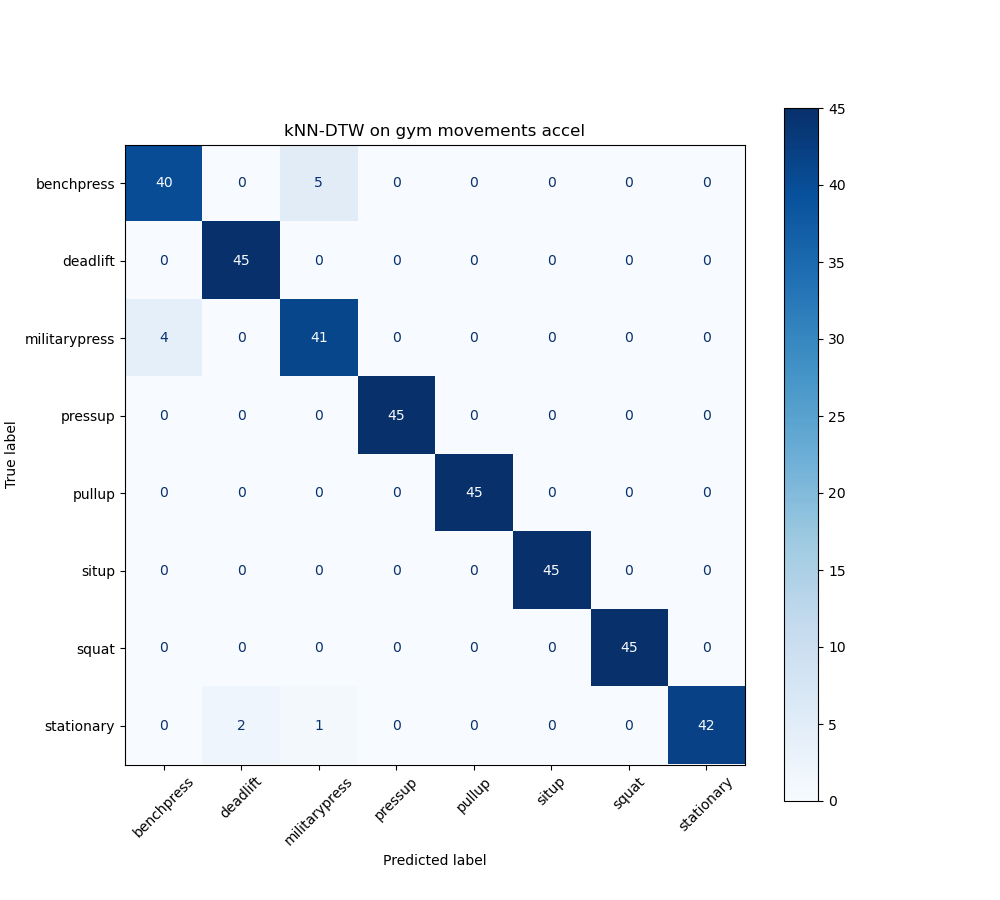 kNN-DTW on gym movements accel
True label
benchpress 40 0 5 0 0 0 0 0
deadlift 0 45 0 0 0 0 0 0
militarypress 4 0 41 0 0 0 0 0
pressup 0 0 0 45 0 0 0 0
pullup 0 0 0 0 45 0 0 0
situp 0 0 0 0 0 45 0 0
squat 0 0 0 0 0 0 45 0
stationary 0 2 1 0 0 0 0 42
benchpress deadlift militarypress pressup pullup situp squat stationary
Predicted label
45
40
35
30
25
20
15
10
5
0